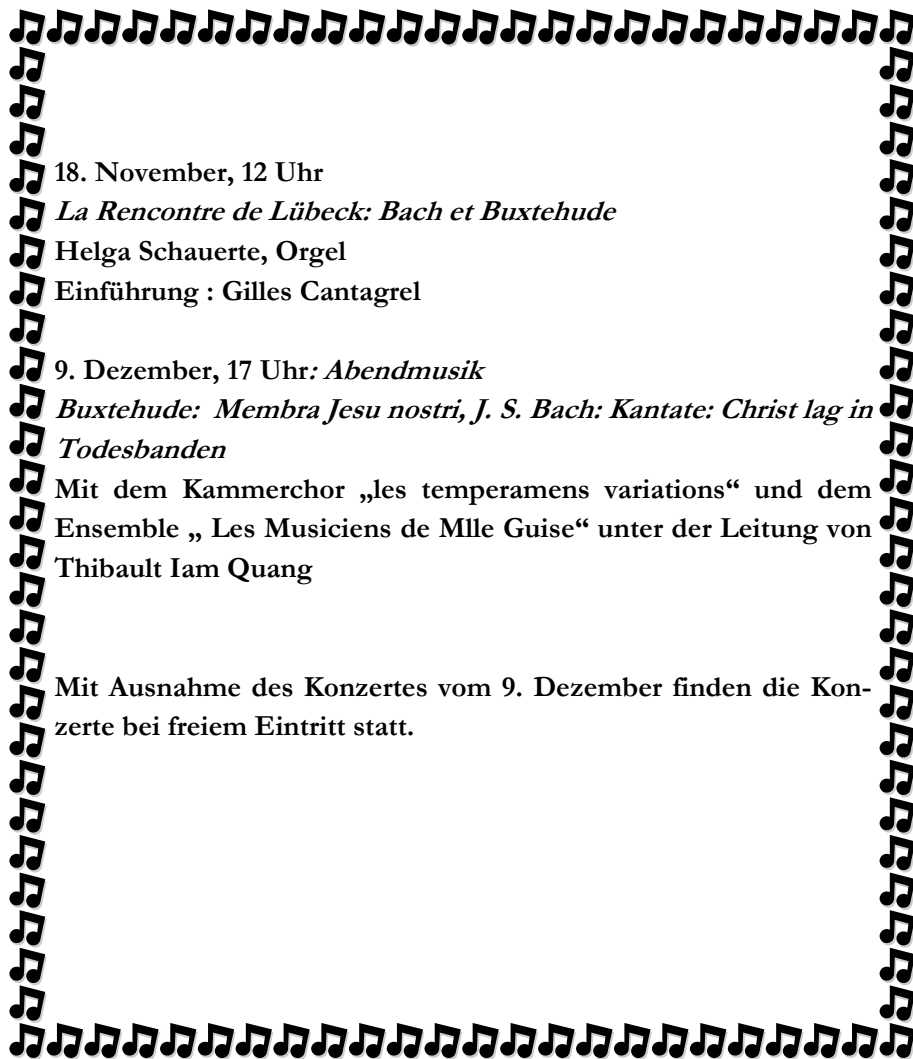 18. November, 12 Uhr
La Rencontre de Lübeck: Bach et Buxtehude
Helga Schauerte, Orgel
Einführung : Gilles Cantagrel
9. Dezember, 17 Uhr: Abendmusik
Buxtehude:  Membra Jesu nostri, J. S. Bach: Kantate: Christ lag in
Todesbanden
Mit dem Kammerchor „les temperamens variations“ und dem
Ensemble „ Les Musiciens de Mlle Guise“ unter der Leitung von
Thibault Iam Quang
Mit Ausnahme des Konzertes vom 9. Dezember finden die Kon-
zerte bei freiem Eintritt statt.